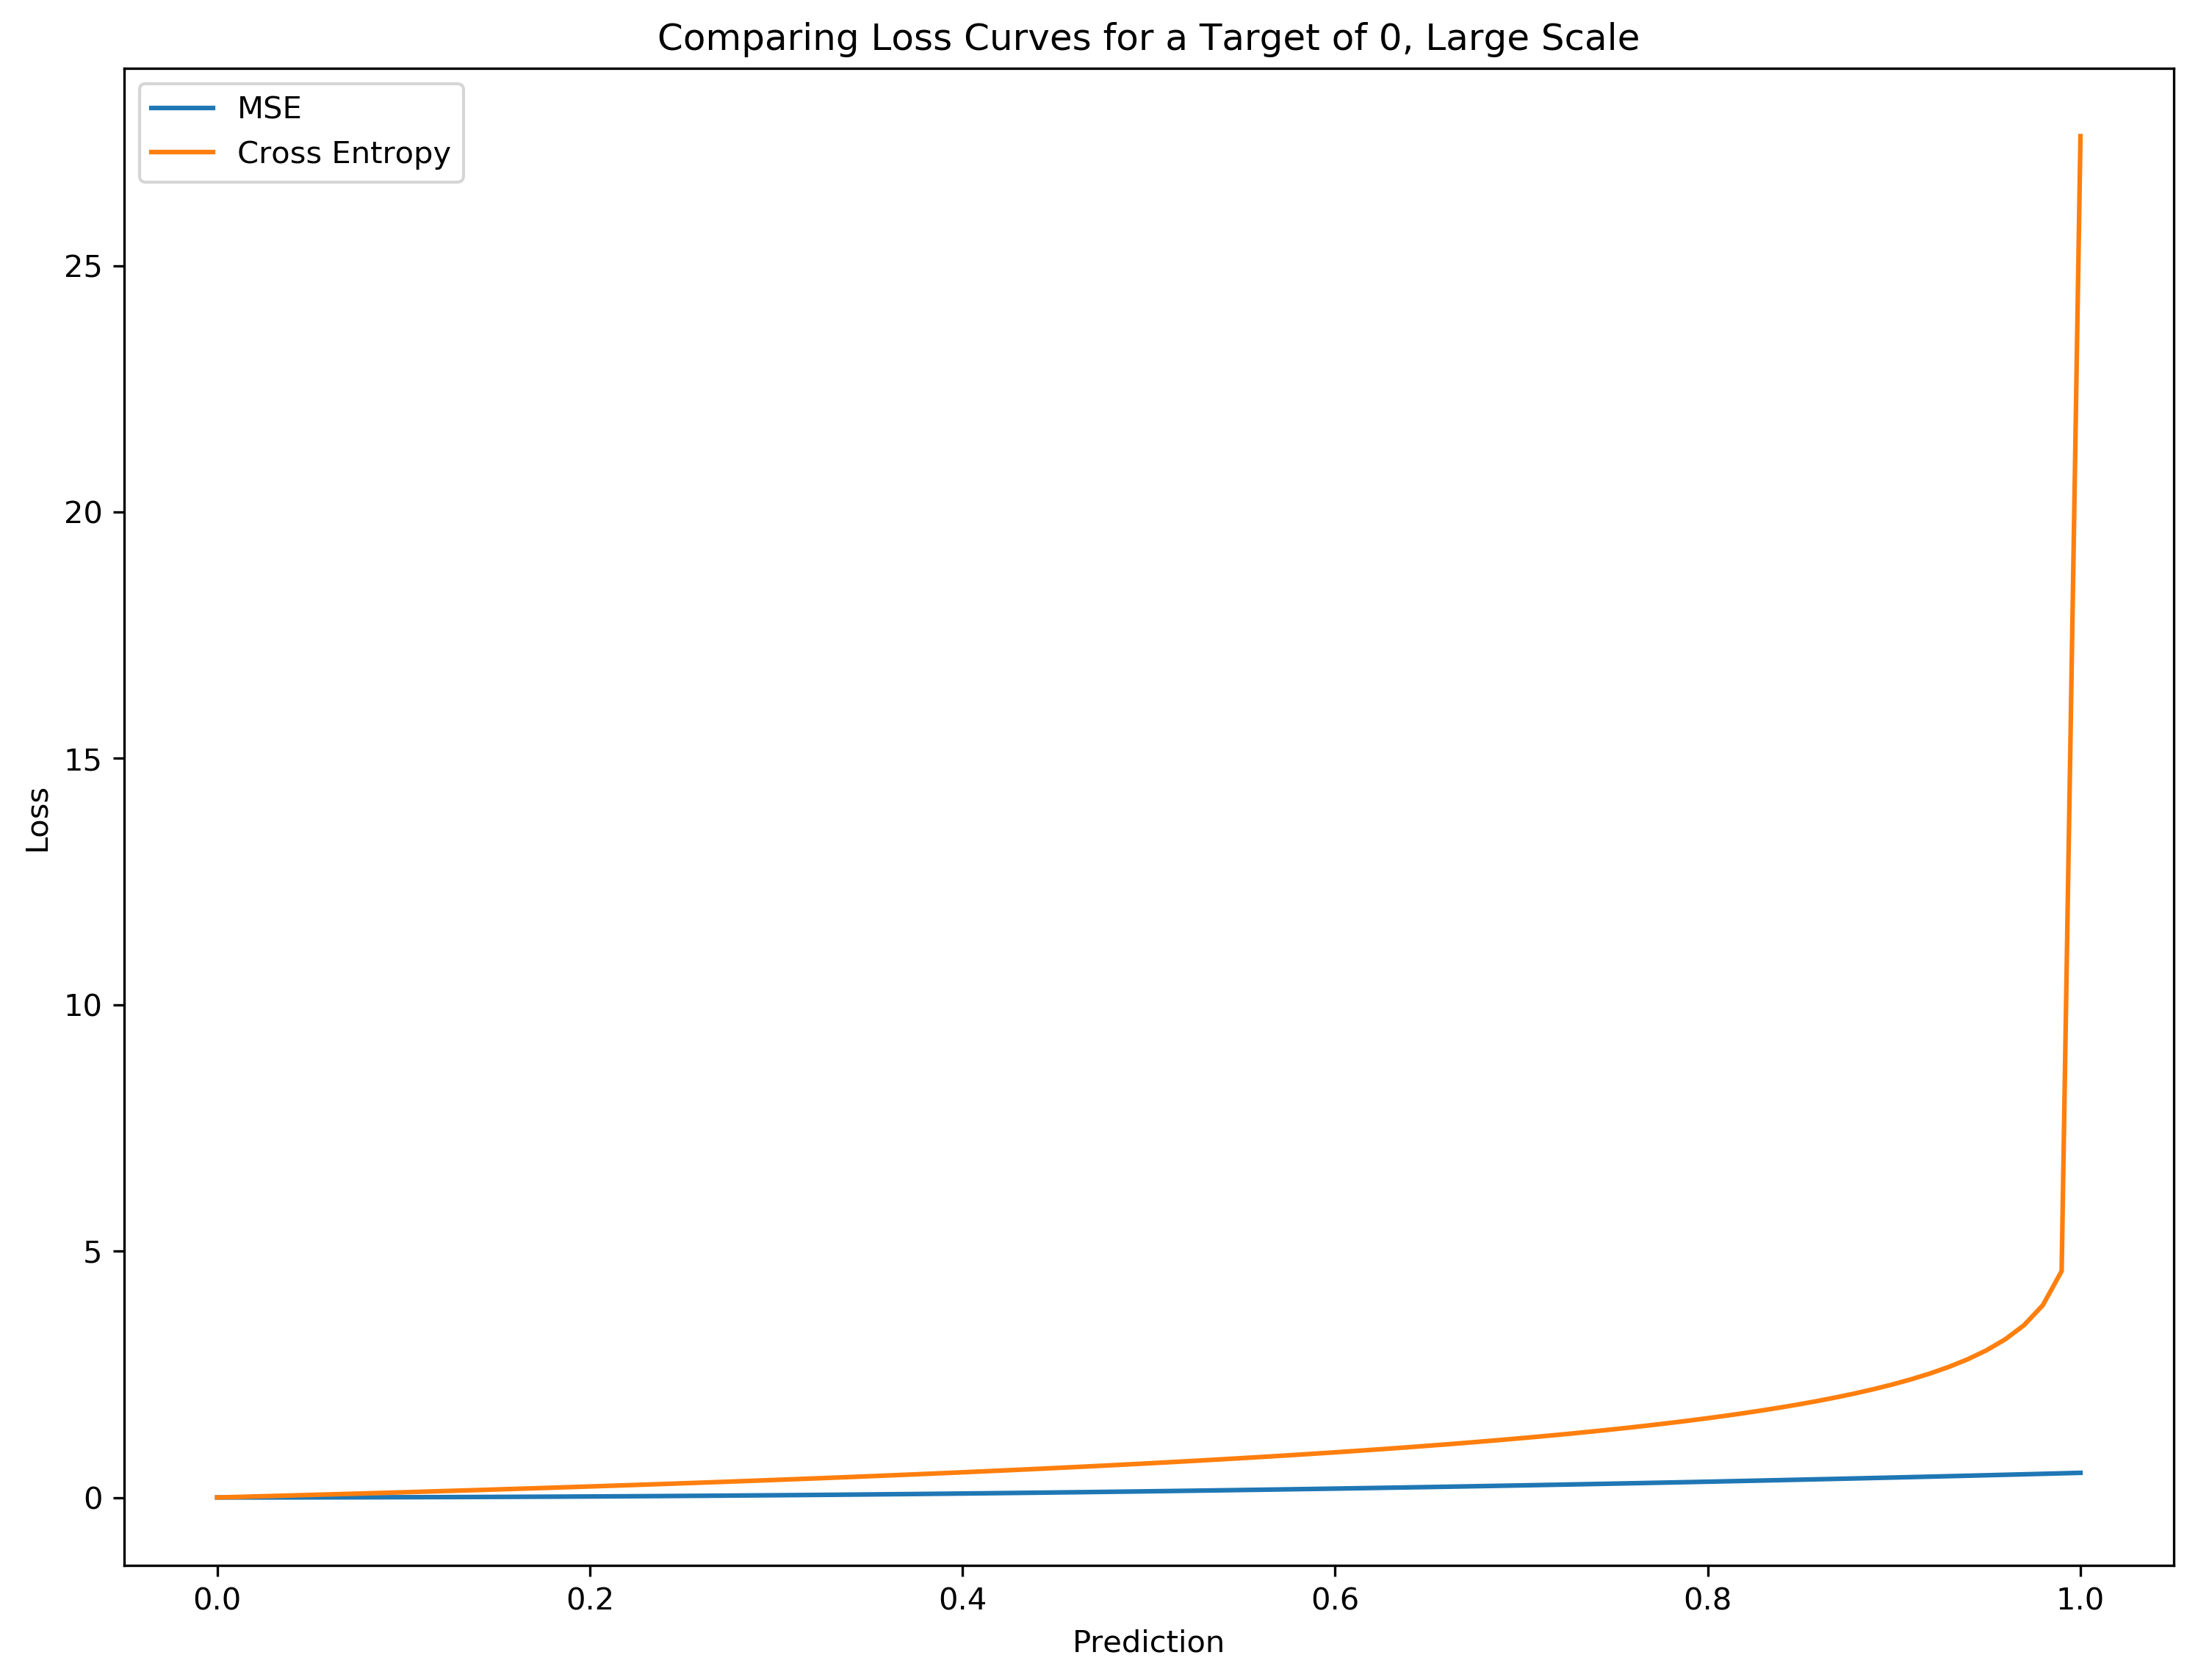 Comparing Loss Curves for a Target of 0, Large Scale
MSE
Cross Entropy
25
20
15
10
5
0
Loss
0.0 0.2 0.4 0.6 0.8 1.0
Prediction